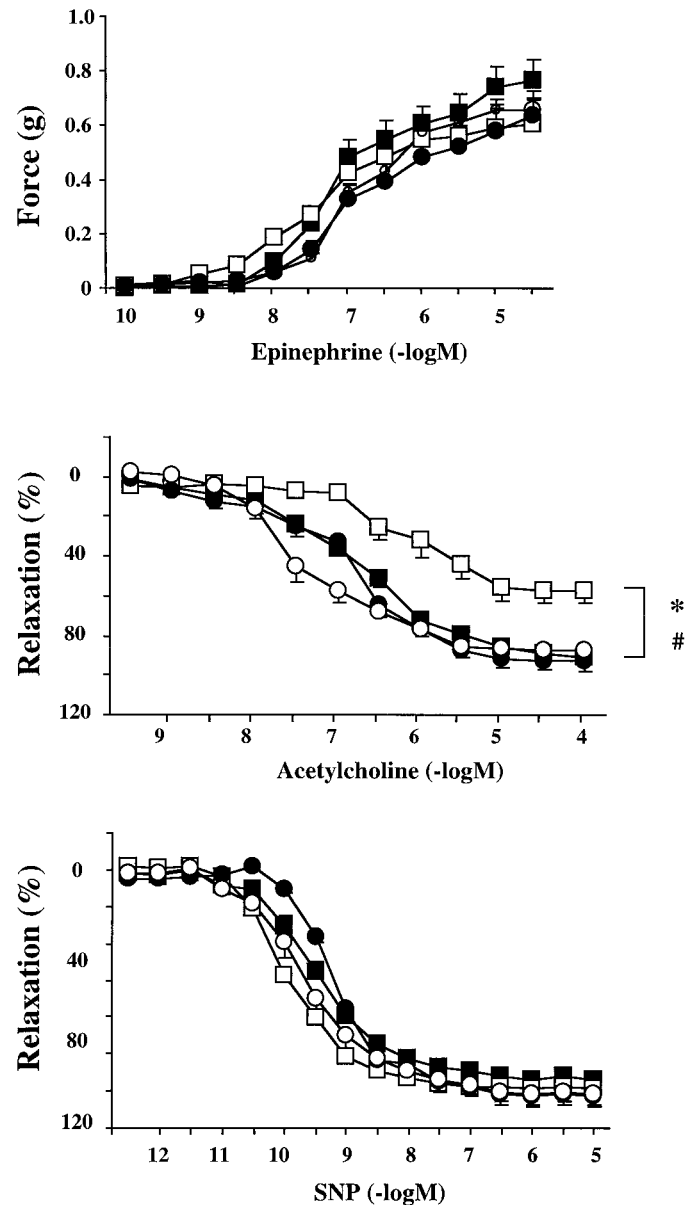 1.0
0.8
0.6
0.4
0.2
0
Force (g)
10 9 8 7 6 5
Epinephrine (-logM)
0
40
80
120
Relaxation (%)
*
#
9 8 7 6 5 4
Acetylcholine (-logM)
0
40
80
120
Relaxation (%)
12 11 10 9 8 7 6 5
SNP (-logM)